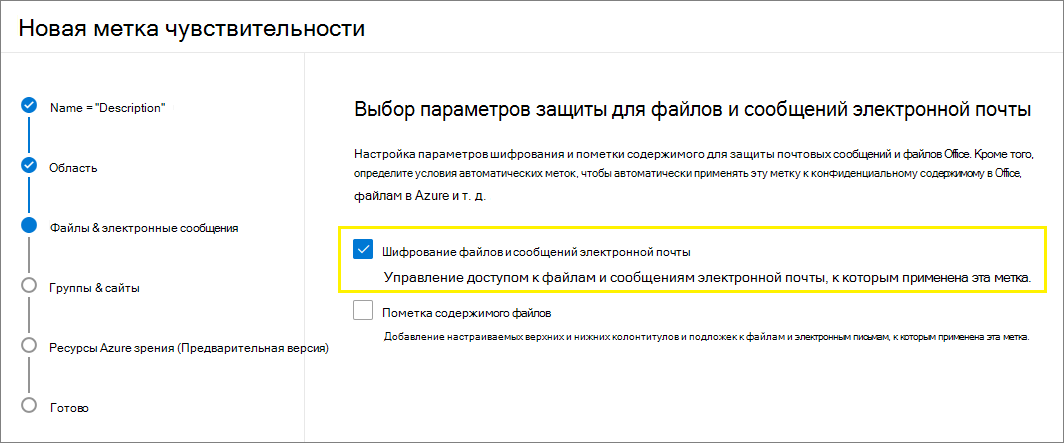 Новая метка чувствительности
Name = "Description"
Область
Файлы & электронные сообщения
Группы & сайты
Ресурсы Azure зрения (Предварительная версия)
Готово
Выбор параметров защиты для файлов и сообщений электронной почты
Настройка параметров шифрования и пометки содержимого для защиты почтовых сообщений и файлов Office. Кроме того,
определите условия автоматических меток, чтобы автоматически применять эту метку к конфиденциальному содержимому в Office,
файлам в Azure и т. д.
Шифрование файлов и сообщений электронной почты
Управление доступом к файлам и сообщениям электронной почты, к которым применена эта метка.
Пометка содержимого файлов
Добавление настраиваемых верхних и нижних колонтитулов и подложек к файлам и электронным письмам, к которым применена эта метка.